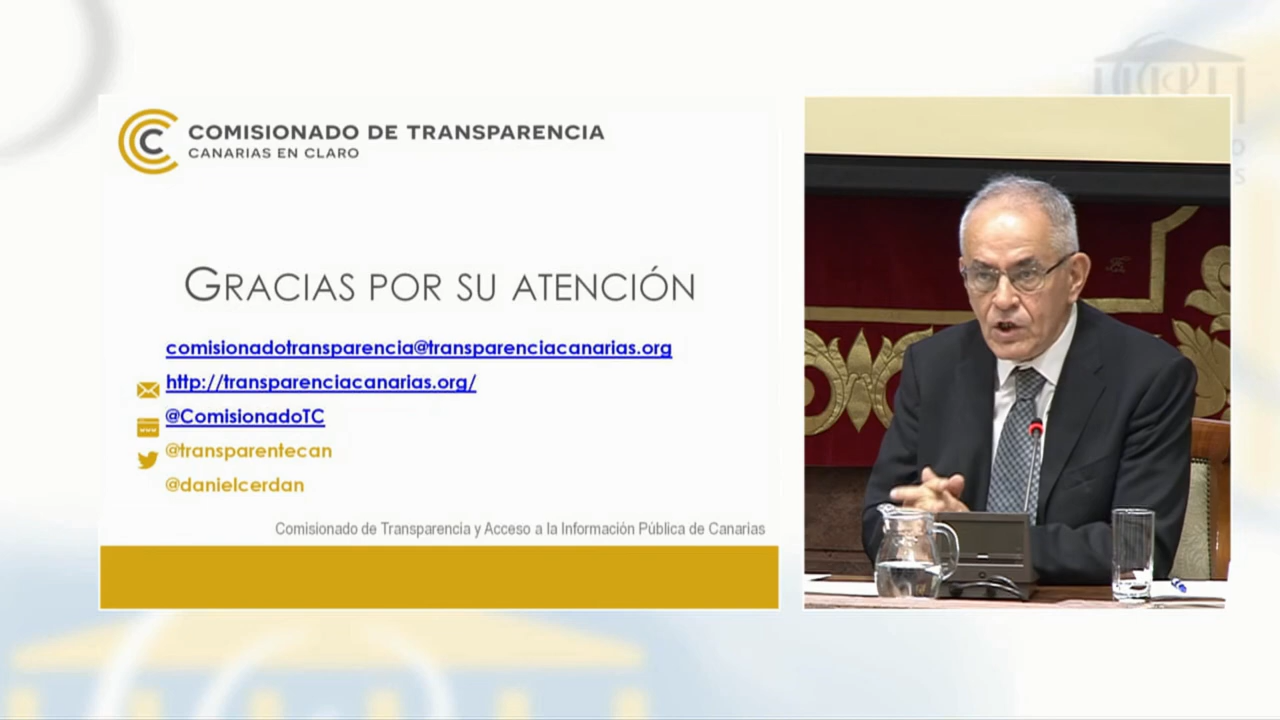 COMISIONADO DE TRANSPARENCIA
CANARIAS EN CLARO
GRACIAS POR SU ATENCIÓN
comisionadotransparencia@transparenciacanarias.org
http://transparenciacanarias.org/
@ComisionadoTC
@transparentecan
@danielcerdan
Comisionado de Transparencia y Acceso a la Información Pública de Canarias